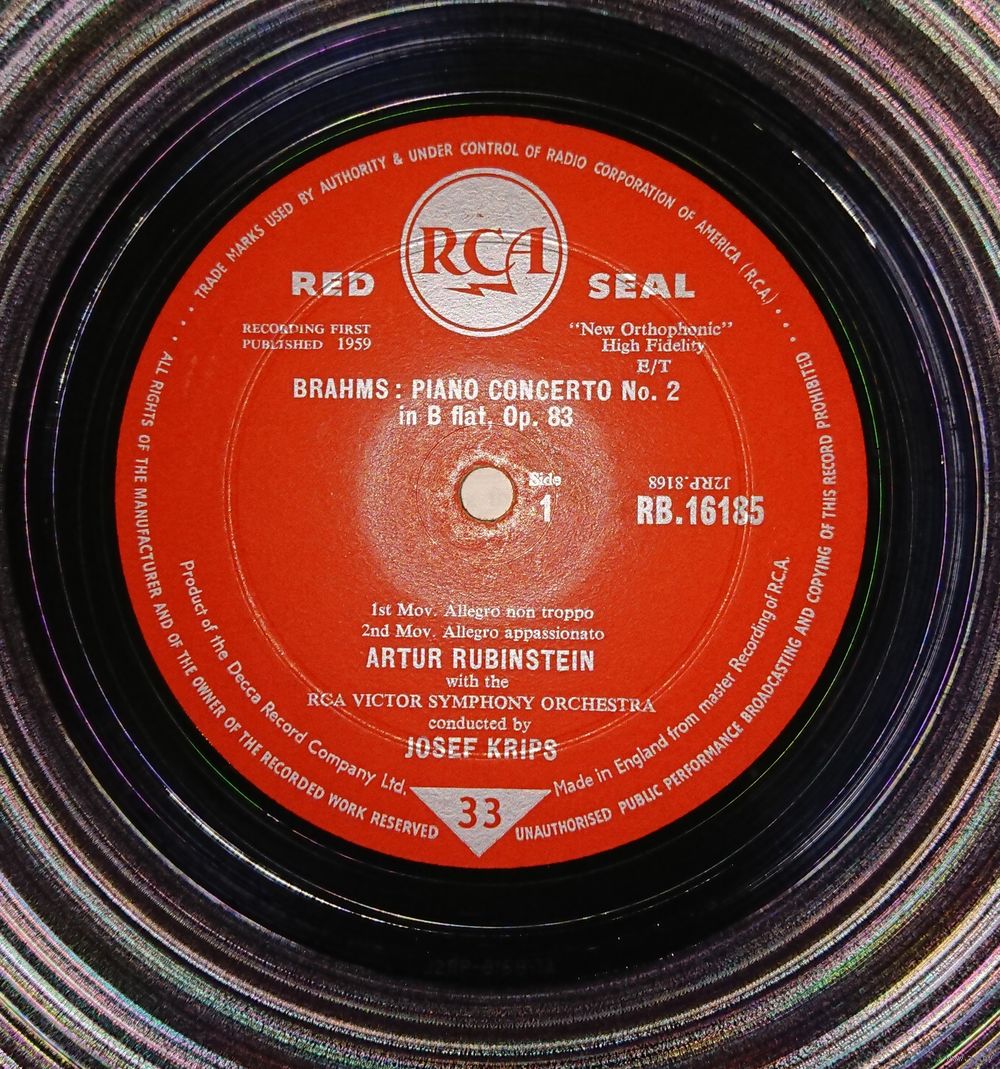 TRADE MARKS USED BY AUTHORITY & UNDER CONTROL OF RADIO CORPORATION OF AMERICA (R.C.A.)
RCA
RED SEAL
RECORDING FIRST
PUBLISHED 1959
"New Orthophonic"
High Fidelity
E/T
BRAHMS : PIANO CONCERTO No. 2
in B flat, Op. 83
Side
1
J2RP.8168
RB.16185
1st Mov. Allegro non troppo
2nd Mov. Allegro appassionato
ARTUR RUBINSTEIN
with the
RCA VICTOR SYMPHONY ORCHESTRA
conducted by
JOSEF KRIPS
Product of the Decca Record Company Ltd.
Made in England from master Recording of R.C.A.
33
ALL RIGHTS OF THE MANUFACTURER AND OF THE OWNER OF THE RECORDED WORK RESERVED
UNAUTHORISED PUBLIC PERFORMANCE BROADCASTING AND COPYING OF THIS RECORD PROHIBITED